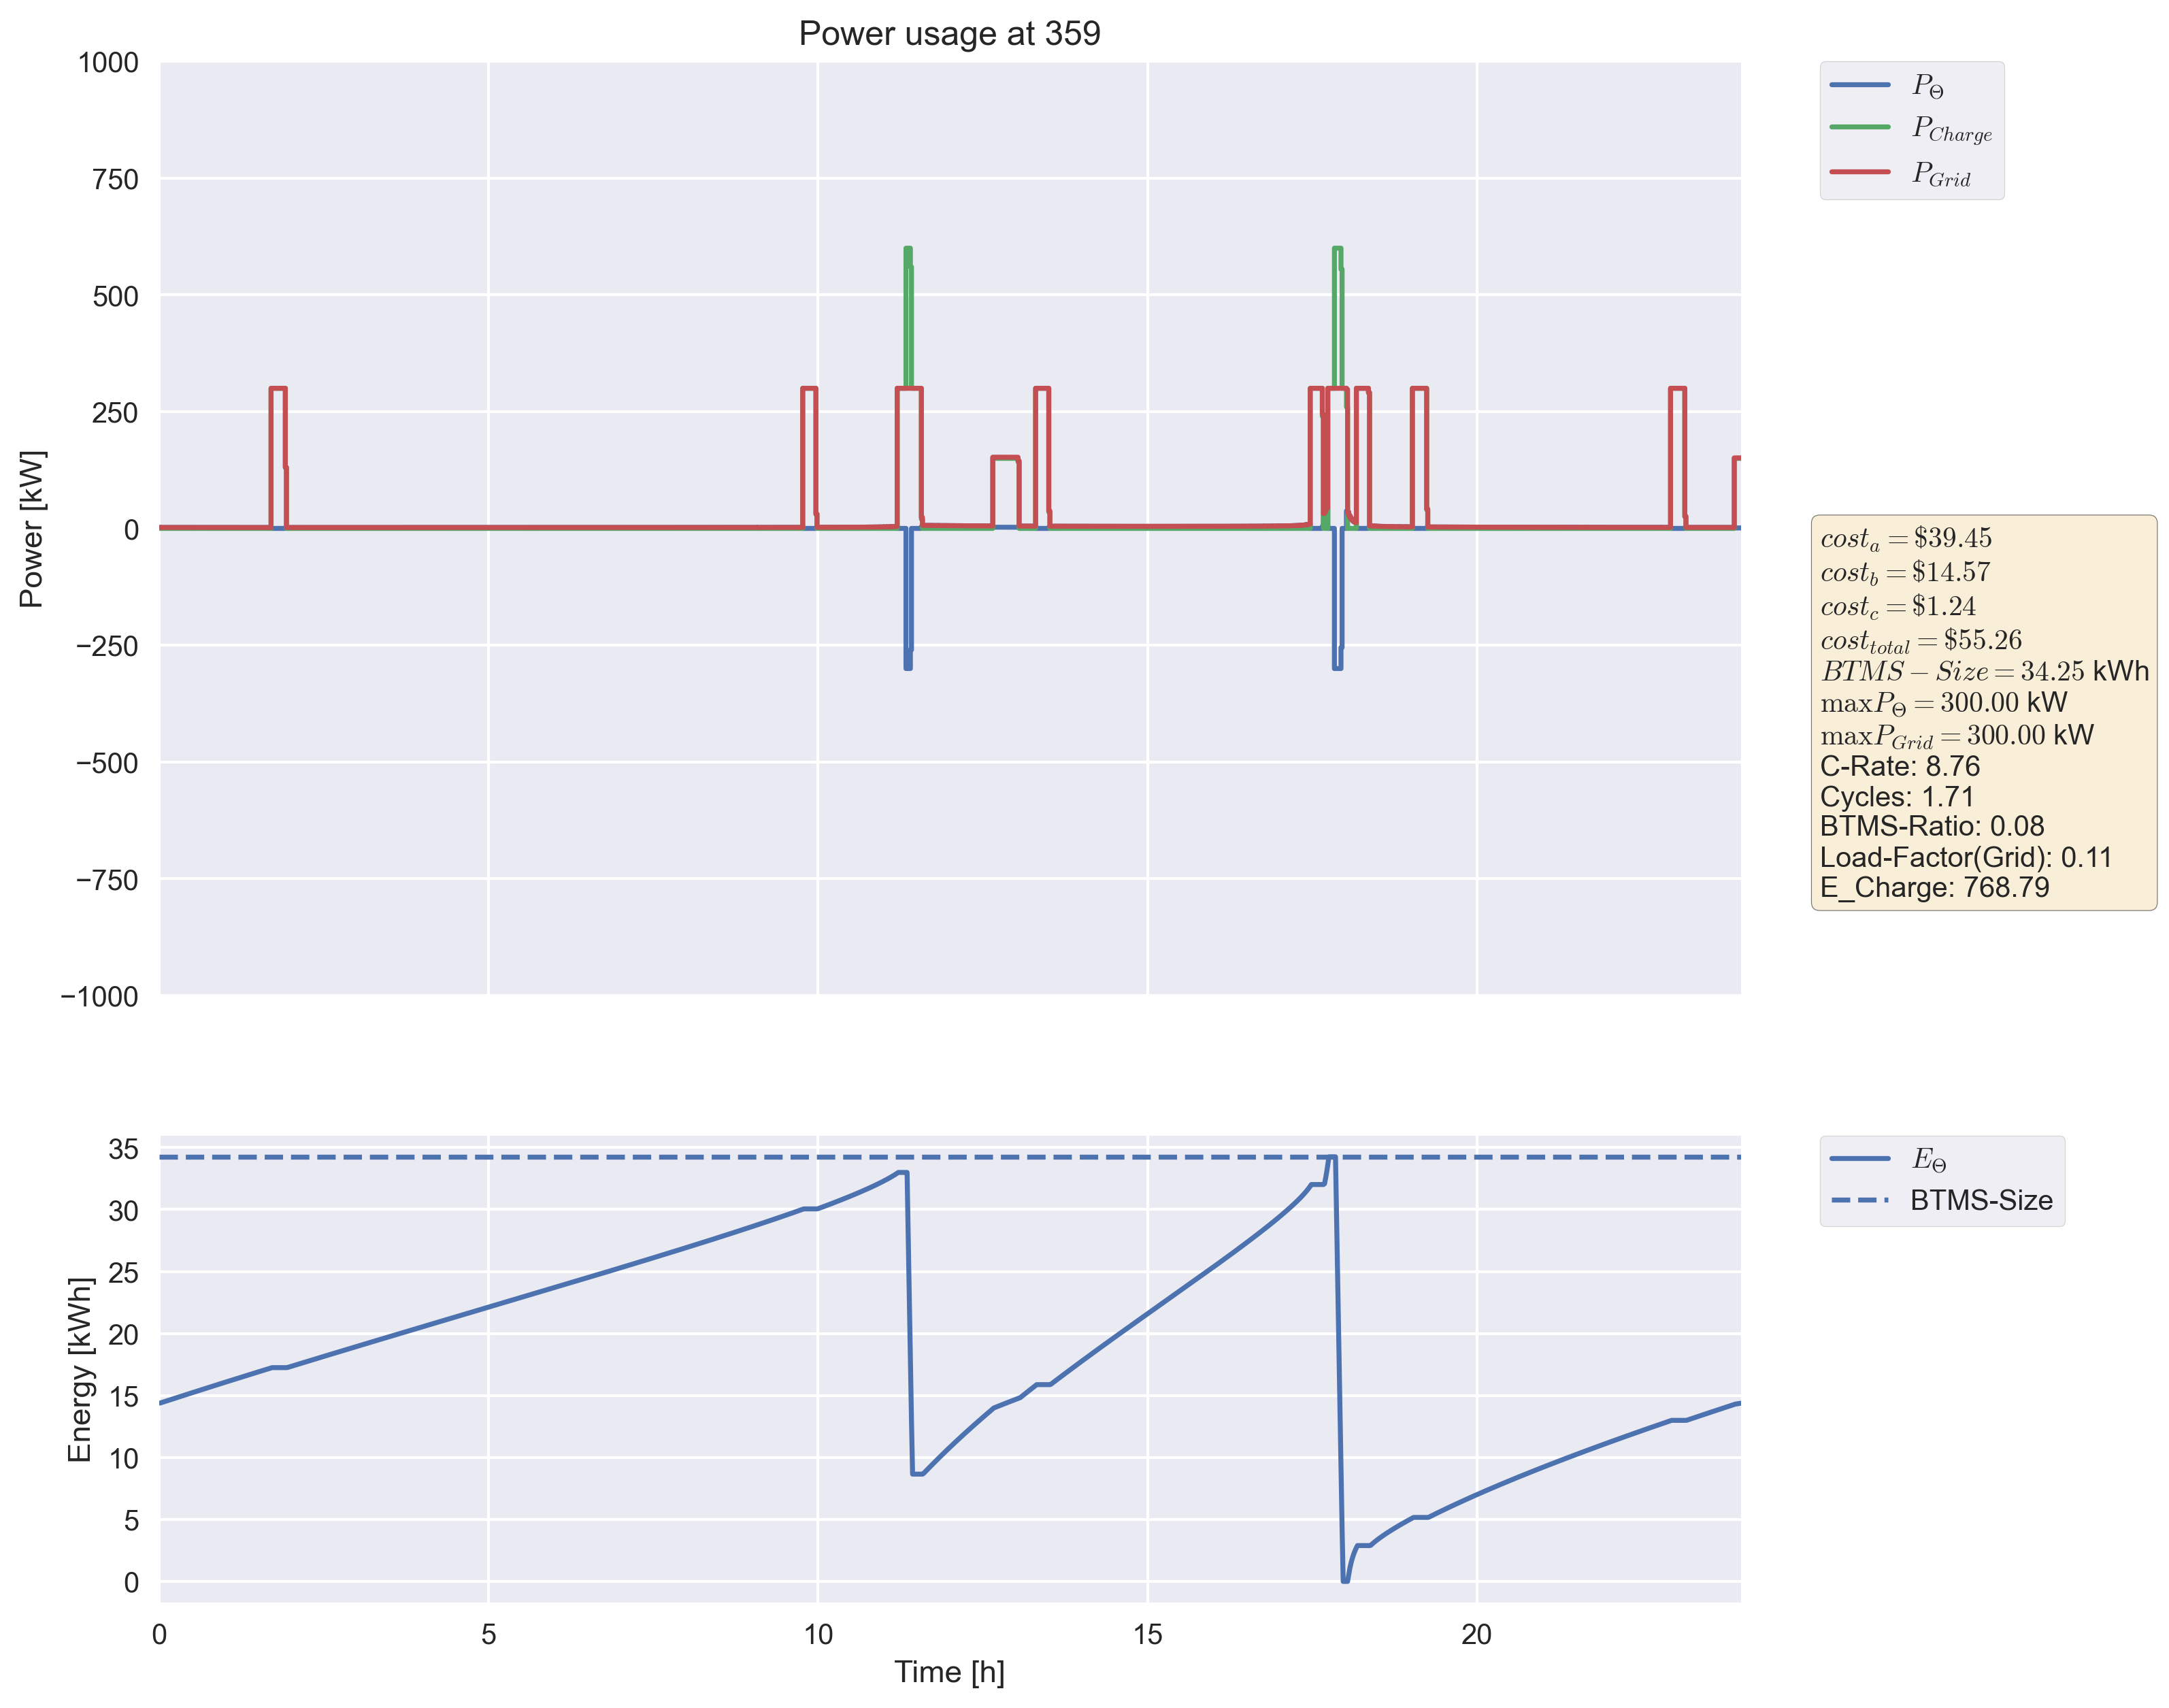 Power usage at 359
1000
750
500
250
0
−250
−500
−750
−1000
Power [kW]
P_Θ
P_Charge
P_Grid
cost_a = $39.45
cost_b = $14.57
cost_c = $1.24
cost_total = $55.26
BTMS − Size = 34.25 kWh
maxP_Θ = 300.00 kW
maxP_Grid = 300.00 kW
C-Rate: 8.76
Cycles: 1.71
BTMS-Ratio: 0.08
Load-Factor(Grid): 0.11
E_Charge: 768.79
35
30
25
20
15
10
5
0
Energy [kWh]
E_Θ
BTMS-Size
0 5 10 15 20
Time [h]